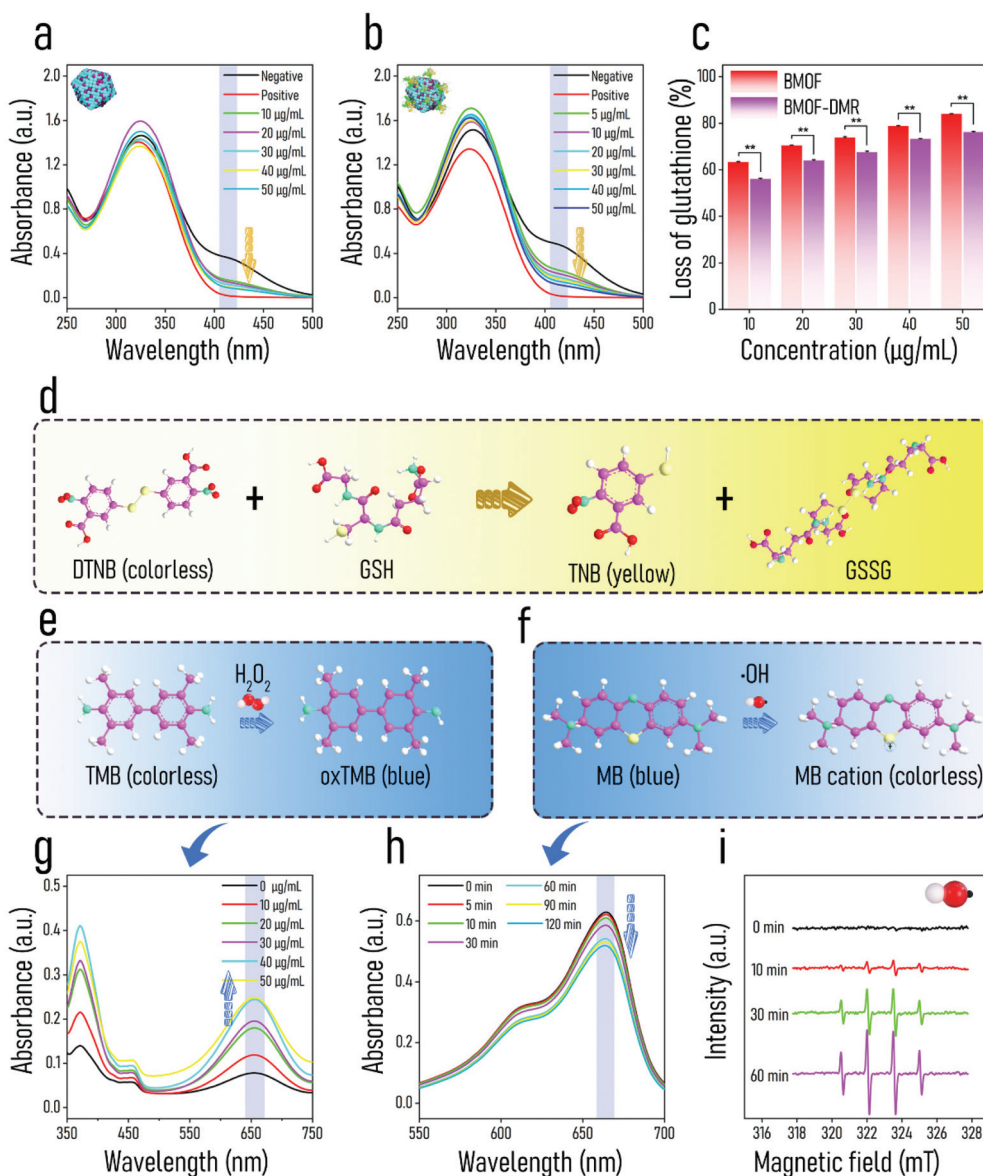 a
2.0
1.6
1.2
0.8
0.4
0.0
250 300 350 400 450 500
Absorbance (a.u.)
Wavelength (nm)
Negative
Positive
10 µg/mL
20 µg/mL
30 µg/mL
40 µg/mL
50 µg/mL
b
2.0
1.6
1.2
0.8
0.4
0.0
250 300 350 400 450 500
Absorbance (a.u.)
Wavelength (nm)
Negative
Positive
5 µg/mL
10 µg/mL
20 µg/mL
30 µg/mL
40 µg/mL
50 µg/mL
c
100
80
60
40
20
0
10 20 30 40 50
Loss of glutathione (%)
Concentration (µg/mL)
BMOF
BMOF-DMR
** ** ** ** **
d
+ +
DTNB (colorless) GSH TNB (yellow) GSSG
e
H2O2
TMB (colorless) oxTMB (blue)
f
·OH
+
MB (blue) MB cation (colorless)
g
0.5
0.4
0.3
0.2
0.1
0.0
350 450 550 650 750
Absorbance (a.u.)
Wavelength (nm)
0 µg/mL
10 µg/mL
20 µg/mL
30 µg/mL
40 µg/mL
50 µg/mL
h
0.6
0.4
0.2
0.0
550 600 650 700
Absorbance (a.u.)
Wavelength (nm)
0 min 60 min
5 min 90 min
10 min 120 min
30 min
i
0 min
10 min
30 min
60 min
316 318 320 322 324 326 328
Intensity (a.u.)
Magnetic field (mT)